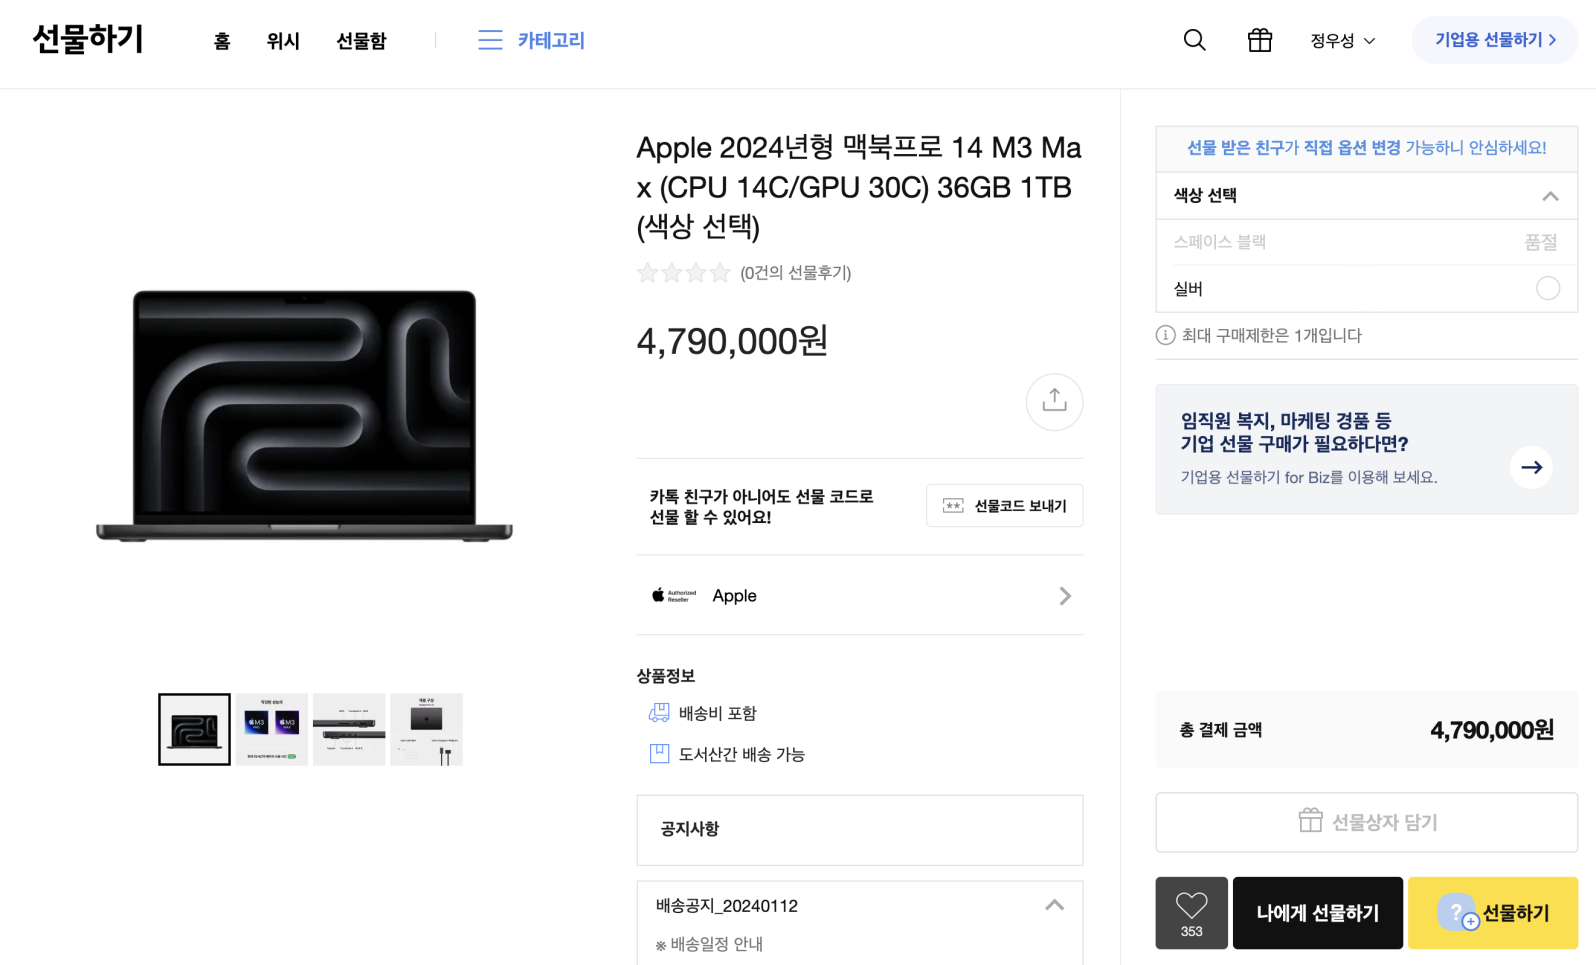 선물하기
홈
위시
선물함
카테고리
정우성
기업용 선물하기
Apple 2024년형 맥북프로 14 M3 Ma
x (CPU 14C/GPU 30C) 36GB 1TB
(색상 선택)
(0건의 선물후기)
4,790,000원
카톡 친구가 아니어도 선물 코드로
선물 할 수 있어요!
선물코드 보내기
Authorized
Reseller
Apple
상품정보
배송비 포함
도서산간 배송 가능
공지사항
배송공지_20240112
※ 배송일정 안내
선물 받은 친구가 직접 옵션 변경 가능하니 안심하세요!
색상 선택
스페이스 블랙
품절
실버
최대 구매제한은 1개입니다
임직원 복지, 마케팅 경품 등
기업 선물 구매가 필요하다면?
기업용 선물하기 for Biz를 이용해 보세요.
총 결제 금액
4,790,000원
선물상자 담기
353
나에게 선물하기
선물하기